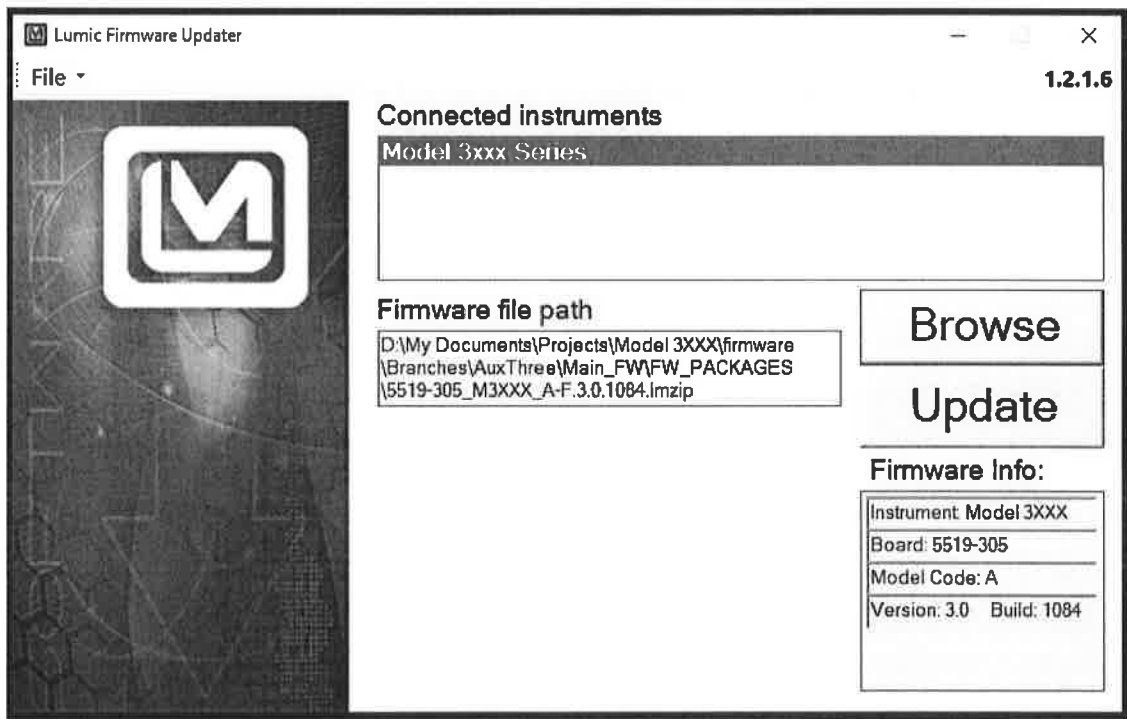 Lumic Firmware Updater
File
1.2.1.6
Connected instruments
Model 3xxx Series
Firmware file path
D:\My Documents\Projects\Model 3XXX\firmware
\Branches\AuxThree\Main_FW\FW_PACKAGES
\5519-305_M3XXX_A-F.3.0.1084.lmzip
Browse
Update
Firmware Info:
Instrument: Model 3XXX
Board: 5519-305
Model Code: A
Version: 3.0 Build: 1084